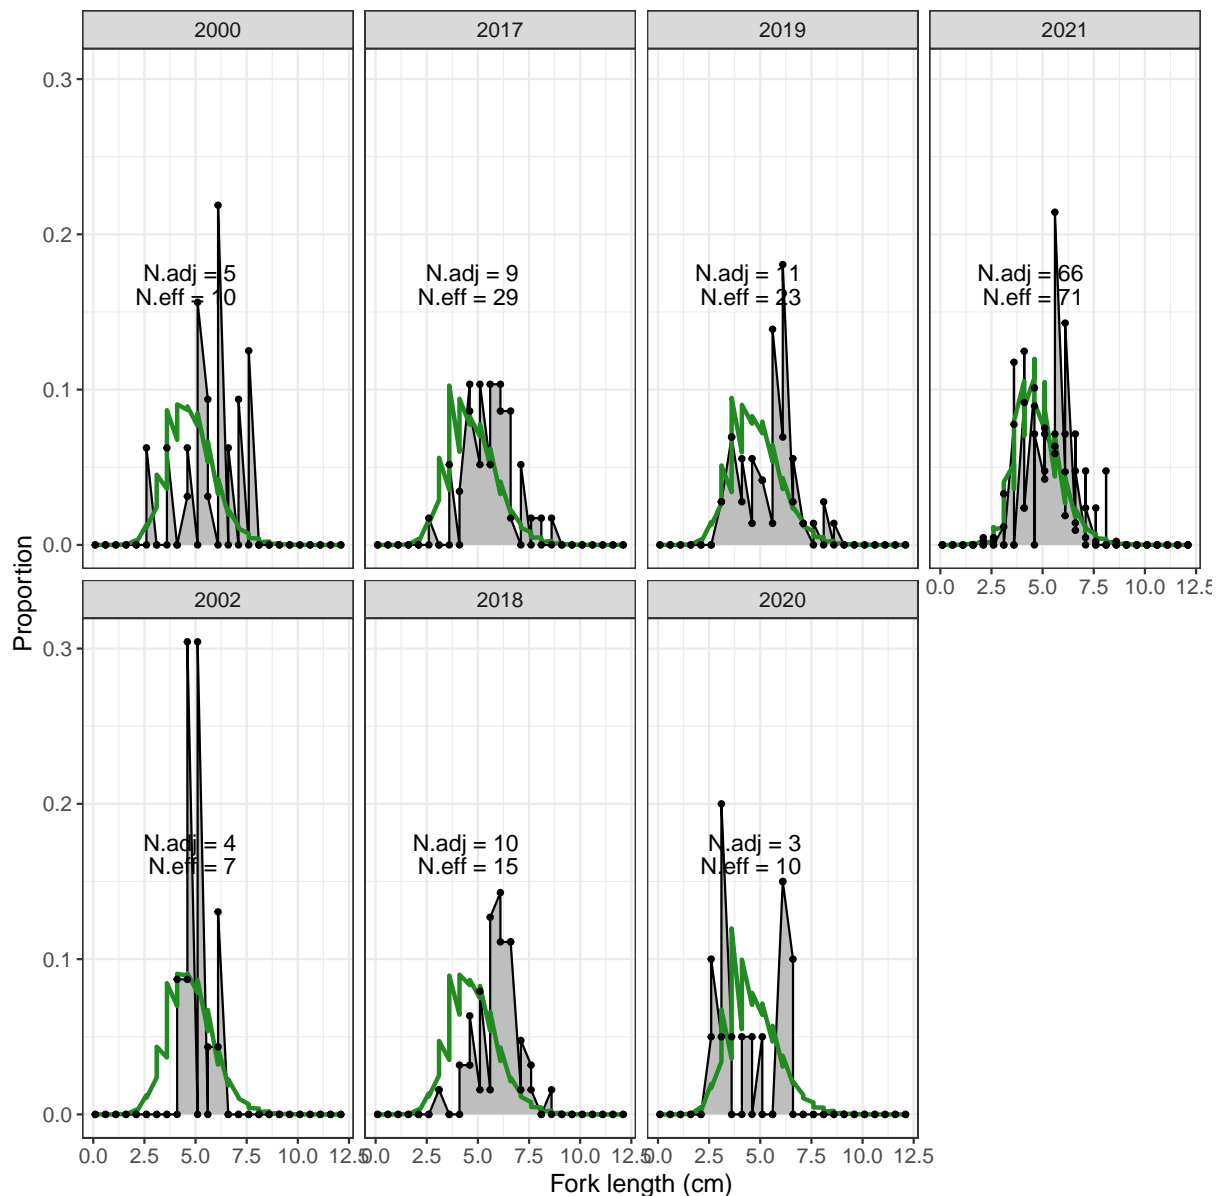 2000 2017 2019 2021
0.3
0.2
0.1
0.0
N.adj = 5
N.eff = 10
N.adj = 9
N.eff = 29
N.adj = 11
N.eff = 23
N.adj = 66
N.eff = 71
0.0 2.5 5.0 7.5 10.0 12.5
Proportion
2002 2018 2020
0.3
0.2
0.1
0.0
N.adj = 4
N.eff = 7
N.adj = 10
N.eff = 15
N.adj = 3
N.eff = 10
0.0 2.5 5.0 7.5 10.0 12.5 0.0 2.5 5.0 7.5 10.0 12.5 0.0 2.5 5.0 7.5 10.0 12.5
Fork length (cm)